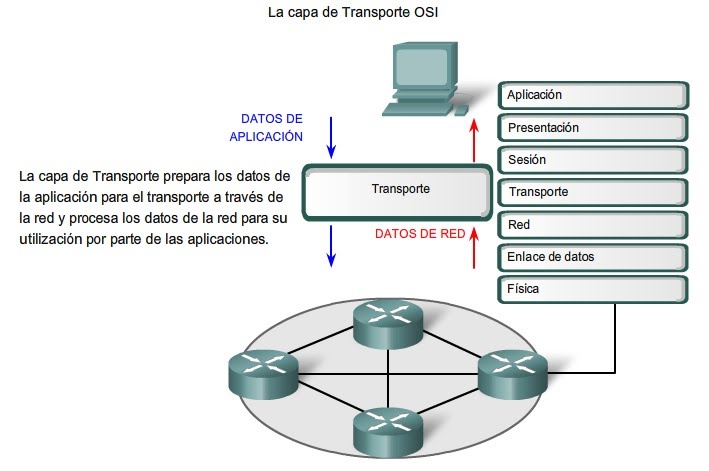 La capa de Transporte OSI
DATOS DE
APLICACIÓN
La capa de Transporte prepara los datos de
la aplicación para el transporte a través de
la red y procesa los datos de la red para su
utilización por parte de las aplicaciones.
Transporte
DATOS DE RED
Aplicación
Presentación
Sesión
Transporte
Red
Enlace de datos
Física